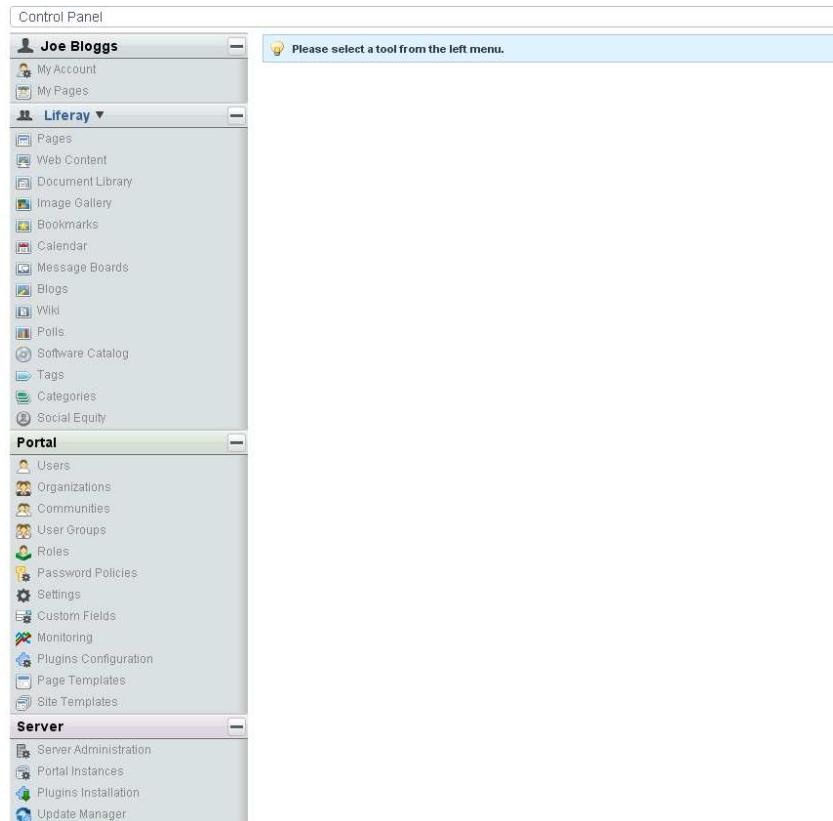 Control Panel
Joe Bloggs
My Account
My Pages
Liferay ▼
Pages
Web Content
Document Library
Image Gallery
Bookmarks
Calendar
Message Boards
Blogs
Wiki
Polls
Software Catalog
Tags
Categories
Social Equity
Portal
Users
Organizations
Communities
User Groups
Roles
Password Policies
Settings
Custom Fields
Monitoring
Plugins Configuration
Page Templates
Site Templates
Server
Server Administration
Portal Instances
Plugins Installation
Update Manager
Please select a tool from the left menu.